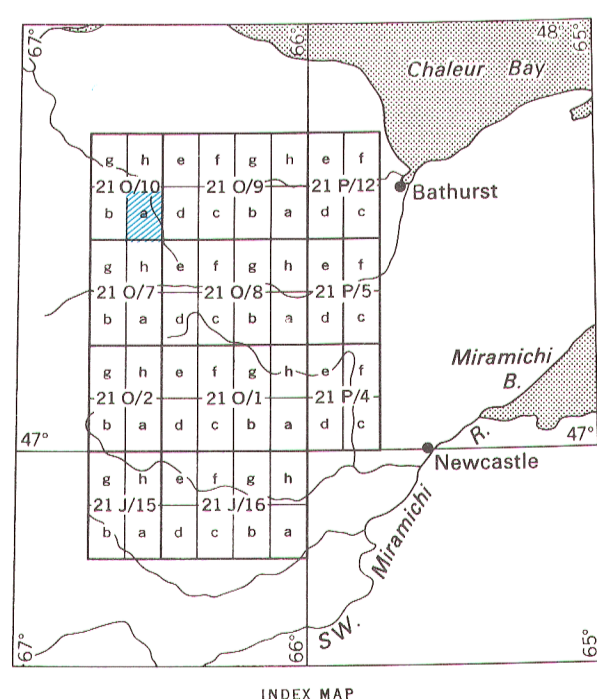 67° 66° 48° 65°
Chaleur Bay
g h e f g h e f
21 O/10 21 O/9 21 P/12
Bathurst
b a d c b a d c
g h e f g h e f
21 O/7 21 O/8 21 P/5
b a d c b a d c
Miramichi
B.
g h e f g h e f
21 O/2 21 O/1 21 P/4
b a d c b a d c
R.
47° 47°
Newcastle
g h e f g h
21 J/15 21 J/16
b a d c b a
Miramichi
SW.
67° 66° 65°
INDEX MAP